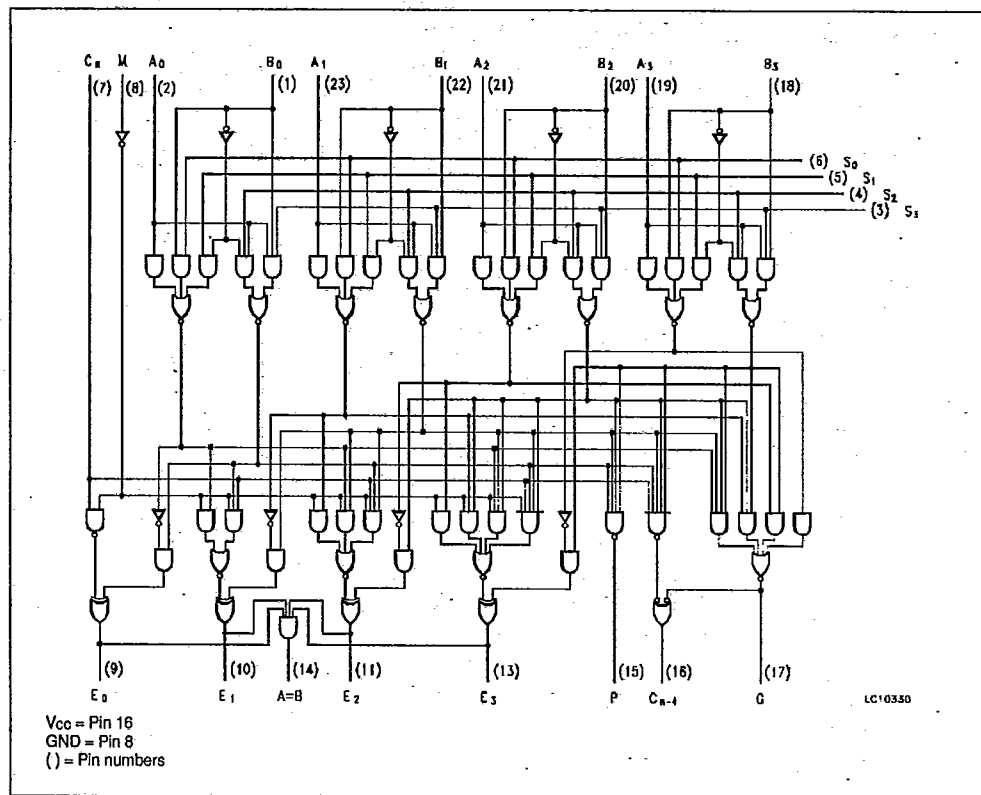 Cn M A0 B0 A1 B1 A2 B2 A3 B3
(7) (8) (2) (1) (23) (22) (21) (20) (19) (18)
(6) S0
(5) S1
(4) S2
(3) S3
(9) (10) (14) (11) (13) (15) (16) (17)
E0 E1 A=B E2 E3 P Cn-4 G
LC10330
VCC = Pin 16
GND = Pin 8
( ) = Pin numbers